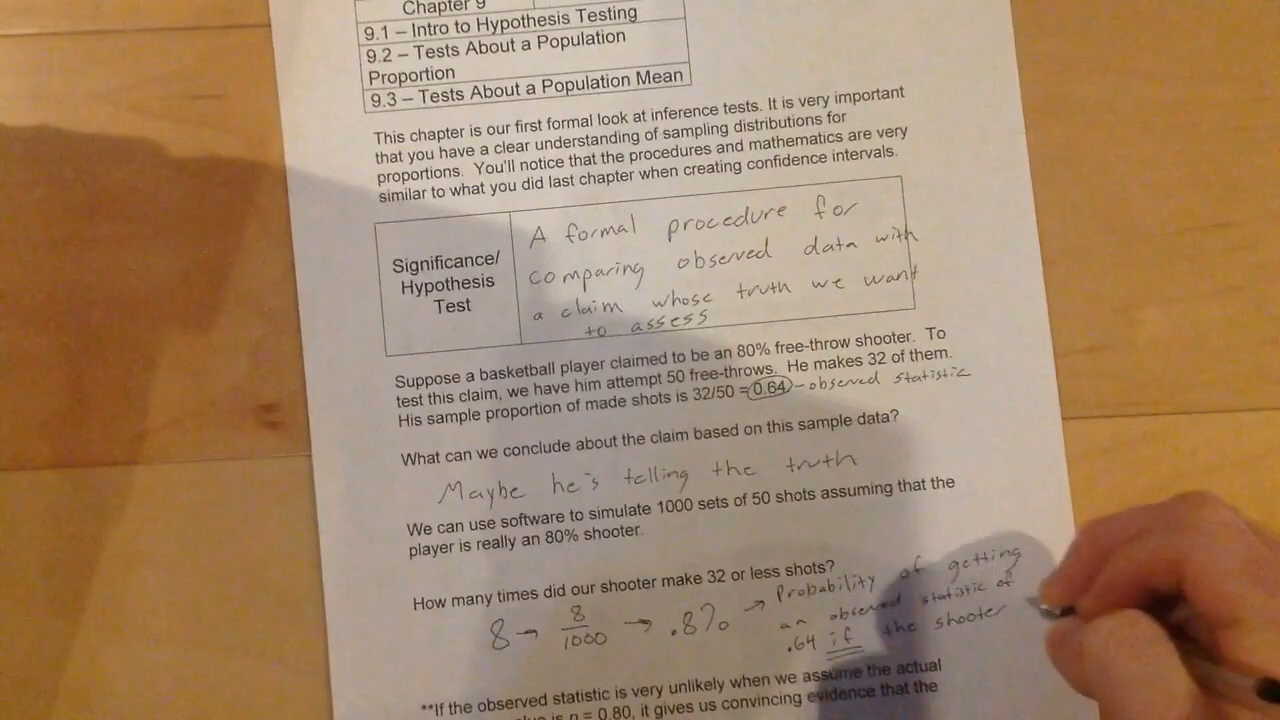 Chapter 9
9.1 – Intro to Hypothesis Testing
9.2 – Tests About a Population
Proportion
9.3 – Tests About a Population Mean
This chapter is our first formal look at inference tests. It is very important
that you have a clear understanding of sampling distributions for
proportions. You'll notice that the procedures and mathematics are very
similar to what you did last chapter when creating confidence intervals.
Significance/
Hypothesis
Test
A formal procedure for
comparing observed data with
a claim whose truth we want
to assess
Suppose a basketball player claimed to be an 80% free-throw shooter. To
test this claim, we have him attempt 50 free-throws. He makes 32 of them.
His sample proportion of made shots is 32/50 = 0.64 – observed statistic
What can we conclude about the claim based on this sample data?
Maybe he's telling the truth
We can use software to simulate 1000 sets of 50 shots assuming that the
player is really an 80% shooter.
How many times did our shooter make 32 or less shots?
8 → 8/1000 → .8% → Probability of getting
an observed statistic of
.64 if the shooter
**If the observed statistic is very unlikely when we assume the actual
is p = 0.80, it gives us convincing evidence that the